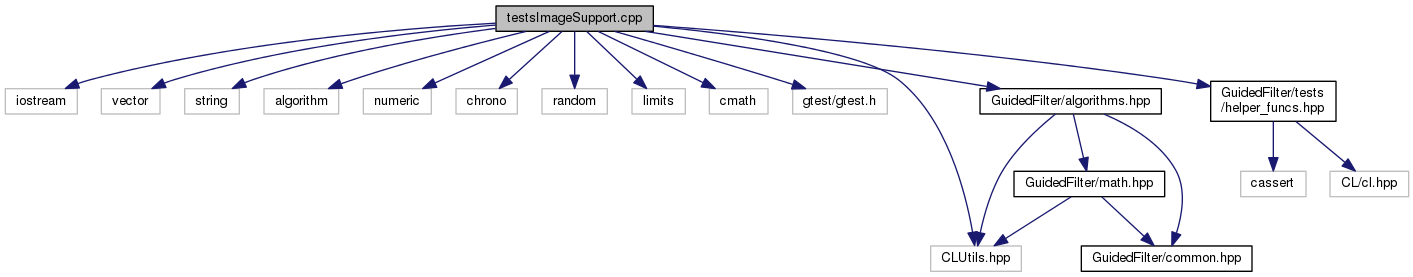 testsImageSupport.cpp
iostream
vector
string
algorithm
numeric
chrono
random
limits
cmath
gtest/gtest.h
GuidedFilter/algorithms.hpp
GuidedFilter/tests
/helper_funcs.hpp
GuidedFilter/math.hpp
cassert
CL/cl.hpp
CLUtils.hpp
GuidedFilter/common.hpp